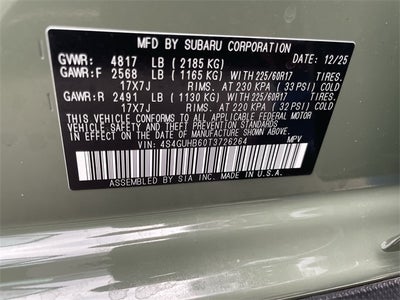 MFD BY SUBARU CORPORATION 12/25
GVWR: 4817 LB (2185 KG)
GAWR:F 2568 LB (1165 KG) WITH 225/60R17 TIRES.
17X7J RIMS. AT 230 KPA (33 PSI) COLD
GAWR:R 2491 LB (1130 KG) WITH 225/60R17 TIRES.
17X7J RIMS. AT 220 KPA (32 PSI) COLD
THIS VEHICLE CONFORMS TO ALL APPLICABLE FEDERAL MOTOR
VEHICLE SAFETY, BUMPER, AND THEFT PREVENTION STANDARDS
IN EFFECT ON THE DATE OF MANUFACTURE SHOWN ABOVE.
VIN: 4S4GUHB60T3726264 MPV
ASSEMBLED BY SIA INC. MADE IN U.S.A.